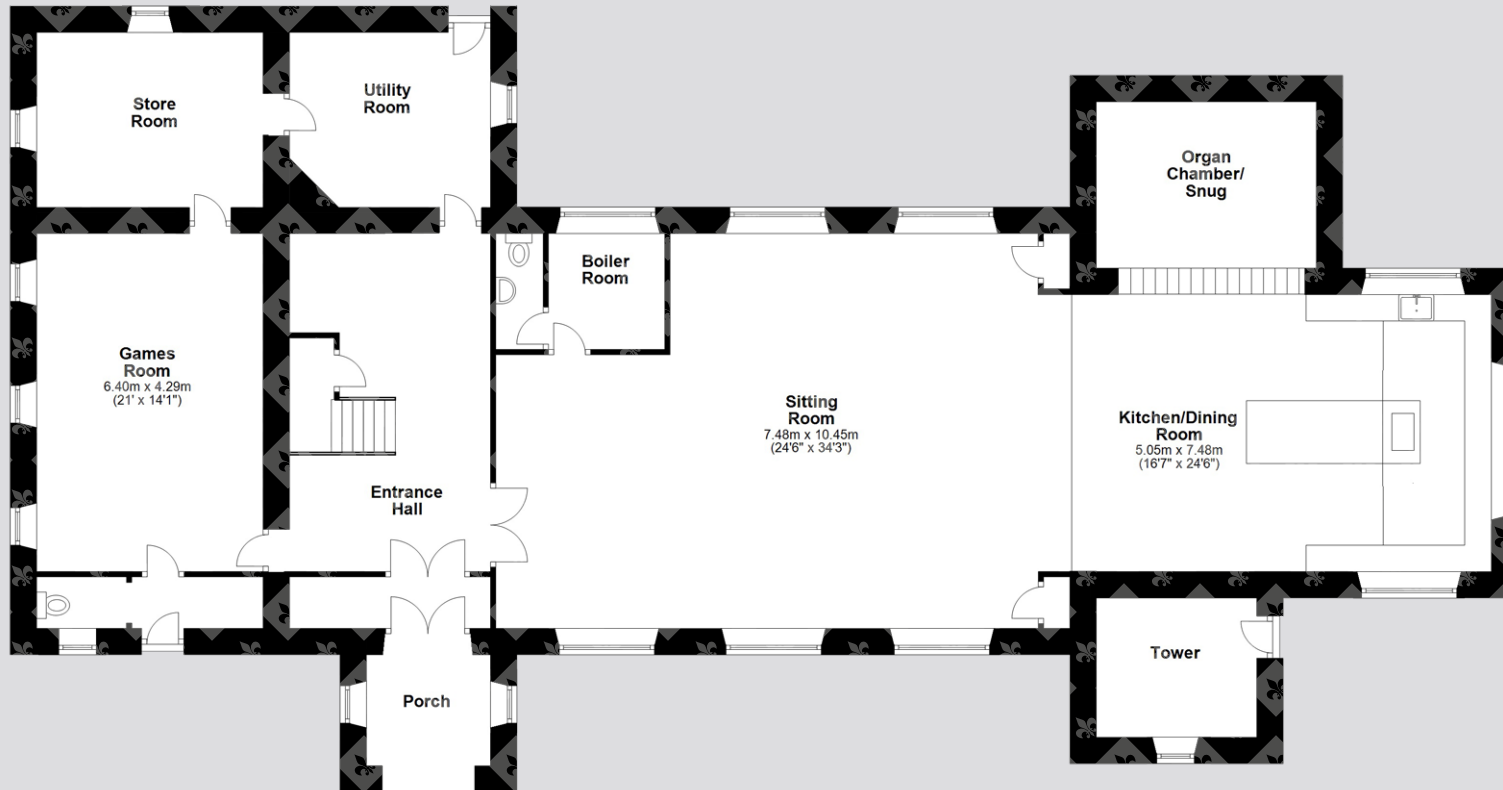 Store
Room
Utility
Room
Organ
Chamber/
Snug
Boiler
Room
Games
Room
6.40m x 4.29m
(21' x 14'1")
Sitting
Room
7.48m x 10.45m
(24'6" x 34'3")
Kitchen/Dining
Room
5.05m x 7.48m
(16'7" x 24'6")
Entrance
Hall
Tower
Porch